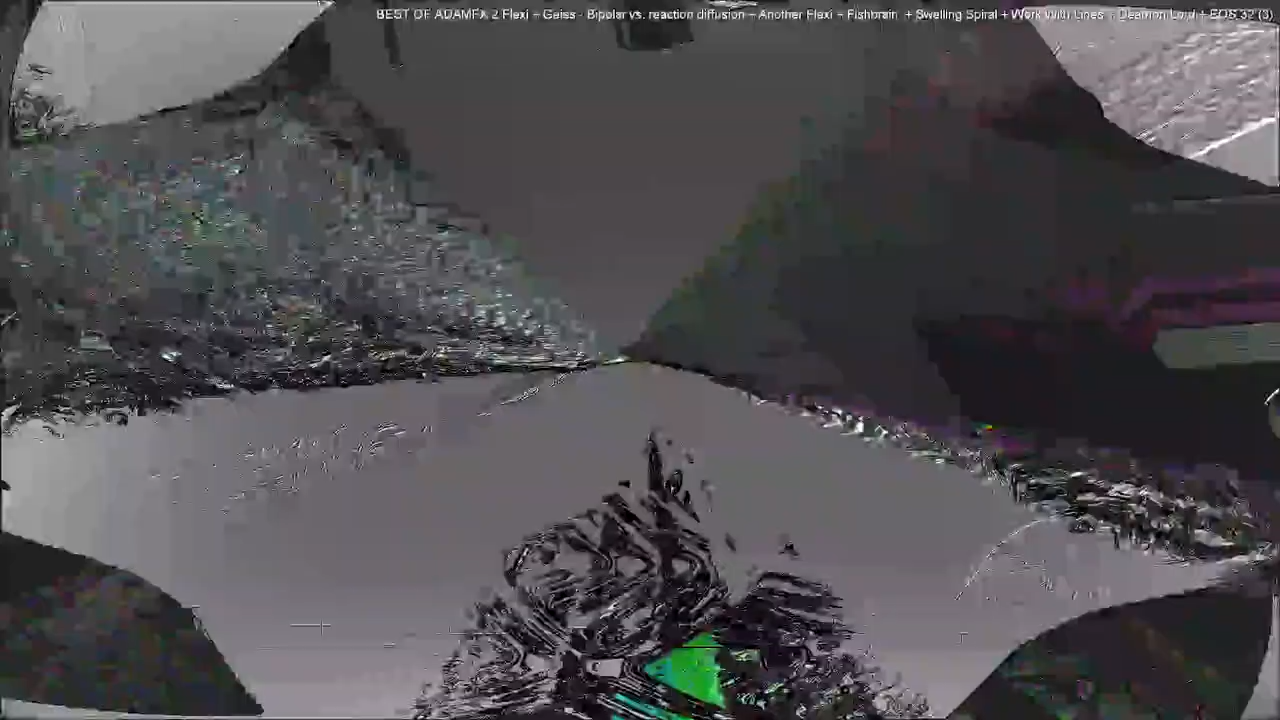 BEST OF ADAMFX 2 Flexi + Geiss - Bipolar vs. reaction diffusion + Another Flexi + Fishbrain + Swelling Spiral + Work With Lines + Deamon Lord + EOS 32 (3)